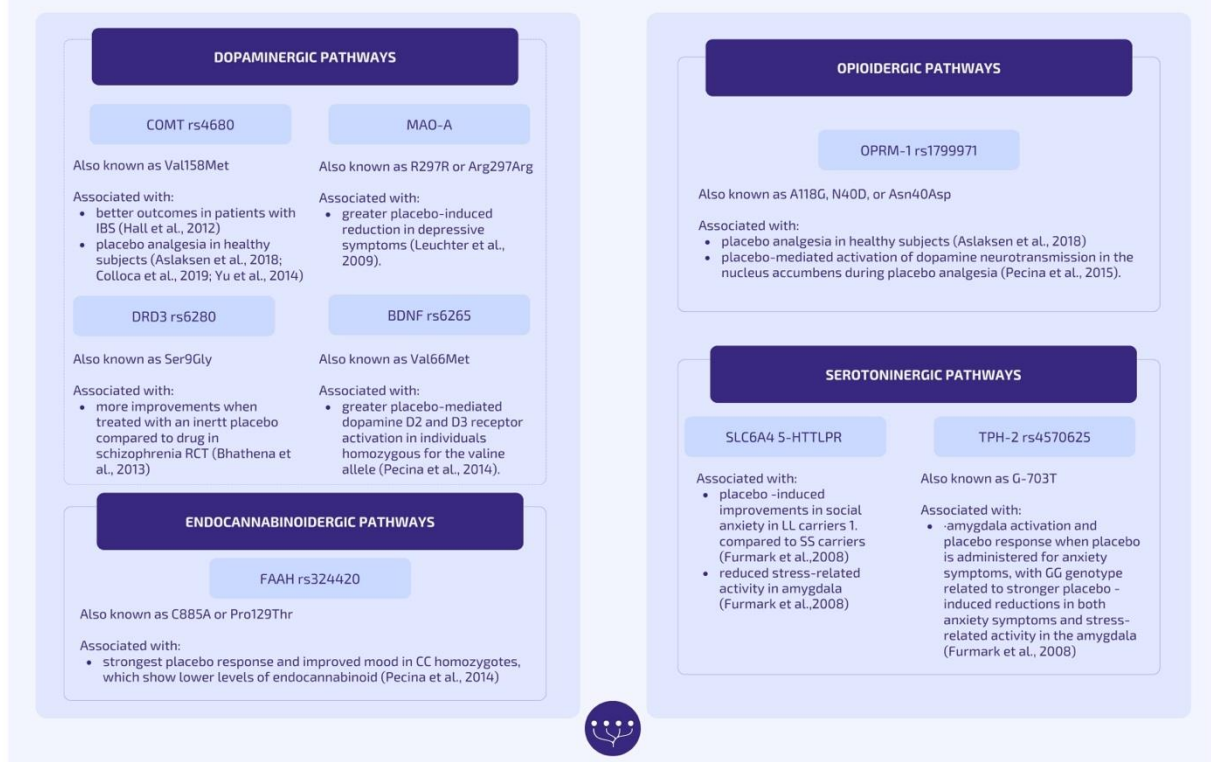 DOPAMINERGIC PATHWAYS
COMT rs4680
Also known as Val158Met
Associated with:
• better outcomes in patients with
IBS (Hall et al., 2012)
• placebo analgesia in healthy
subjects (Aslaksen et al., 2018;
Colloca et al., 2019; Yu et al., 2014)
MAO-A
Also known as R297R or Arg297Arg
Associated with:
• greater placebo-induced
reduction in depressive
symptoms (Leuchter et al.,
2009).
DRD3 rs6280
Also known as Ser9Gly
Associated with:
• more improvements when
treated with an inertt placebo
compared to drug in
schizophrenia RCT (Bhathena et
al., 2013)
BDNF rs6265
Also known as Val66Met
Associated with:
• greater placebo-mediated
dopamine D2 and D3 receptor
activation in individuals
homozygous for the valine
allele (Pecina et al., 2014).
ENDOCANNABINOIDERGIC PATHWAYS
FAAH rs324420
Also known as C885A or Pro129Thr
Associated with:
• strongest placebo response and improved mood in CC homozygotes,
which show lower levels of endocannabinoid (Pecina et al., 2014)
OPIOIDERGIC PATHWAYS
OPRM-1 rs1799971
Also known as A118G, N40D, or Asn40Asp
Associated with:
• placebo analgesia in healthy subjects (Aslaksen et al., 2018)
• placebo-mediated activation of dopamine neurotransmission in the
nucleus accumbens during placebo analgesia (Pecina et al., 2015).
SEROTONINERGIC PATHWAYS
SLC6A4 5-HTTLPR
Associated with:
• placebo -induced
improvements in social
anxiety in LL carriers 1.
compared to SS carriers
(Furmark et al.,2008)
• reduced stress-related
activity in amygdala
(Furmark et al.,2008)
TPH-2 rs4570625
Also known as G-703T
Associated with:
• ·amygdala activation and
placebo response when placebo
is administered for anxiety
symptoms, with GG genotype
related to stronger placebo -
induced reductions in both
anxiety symptoms and stress-
related activity in the amygdala
(Furmark et al., 2008)